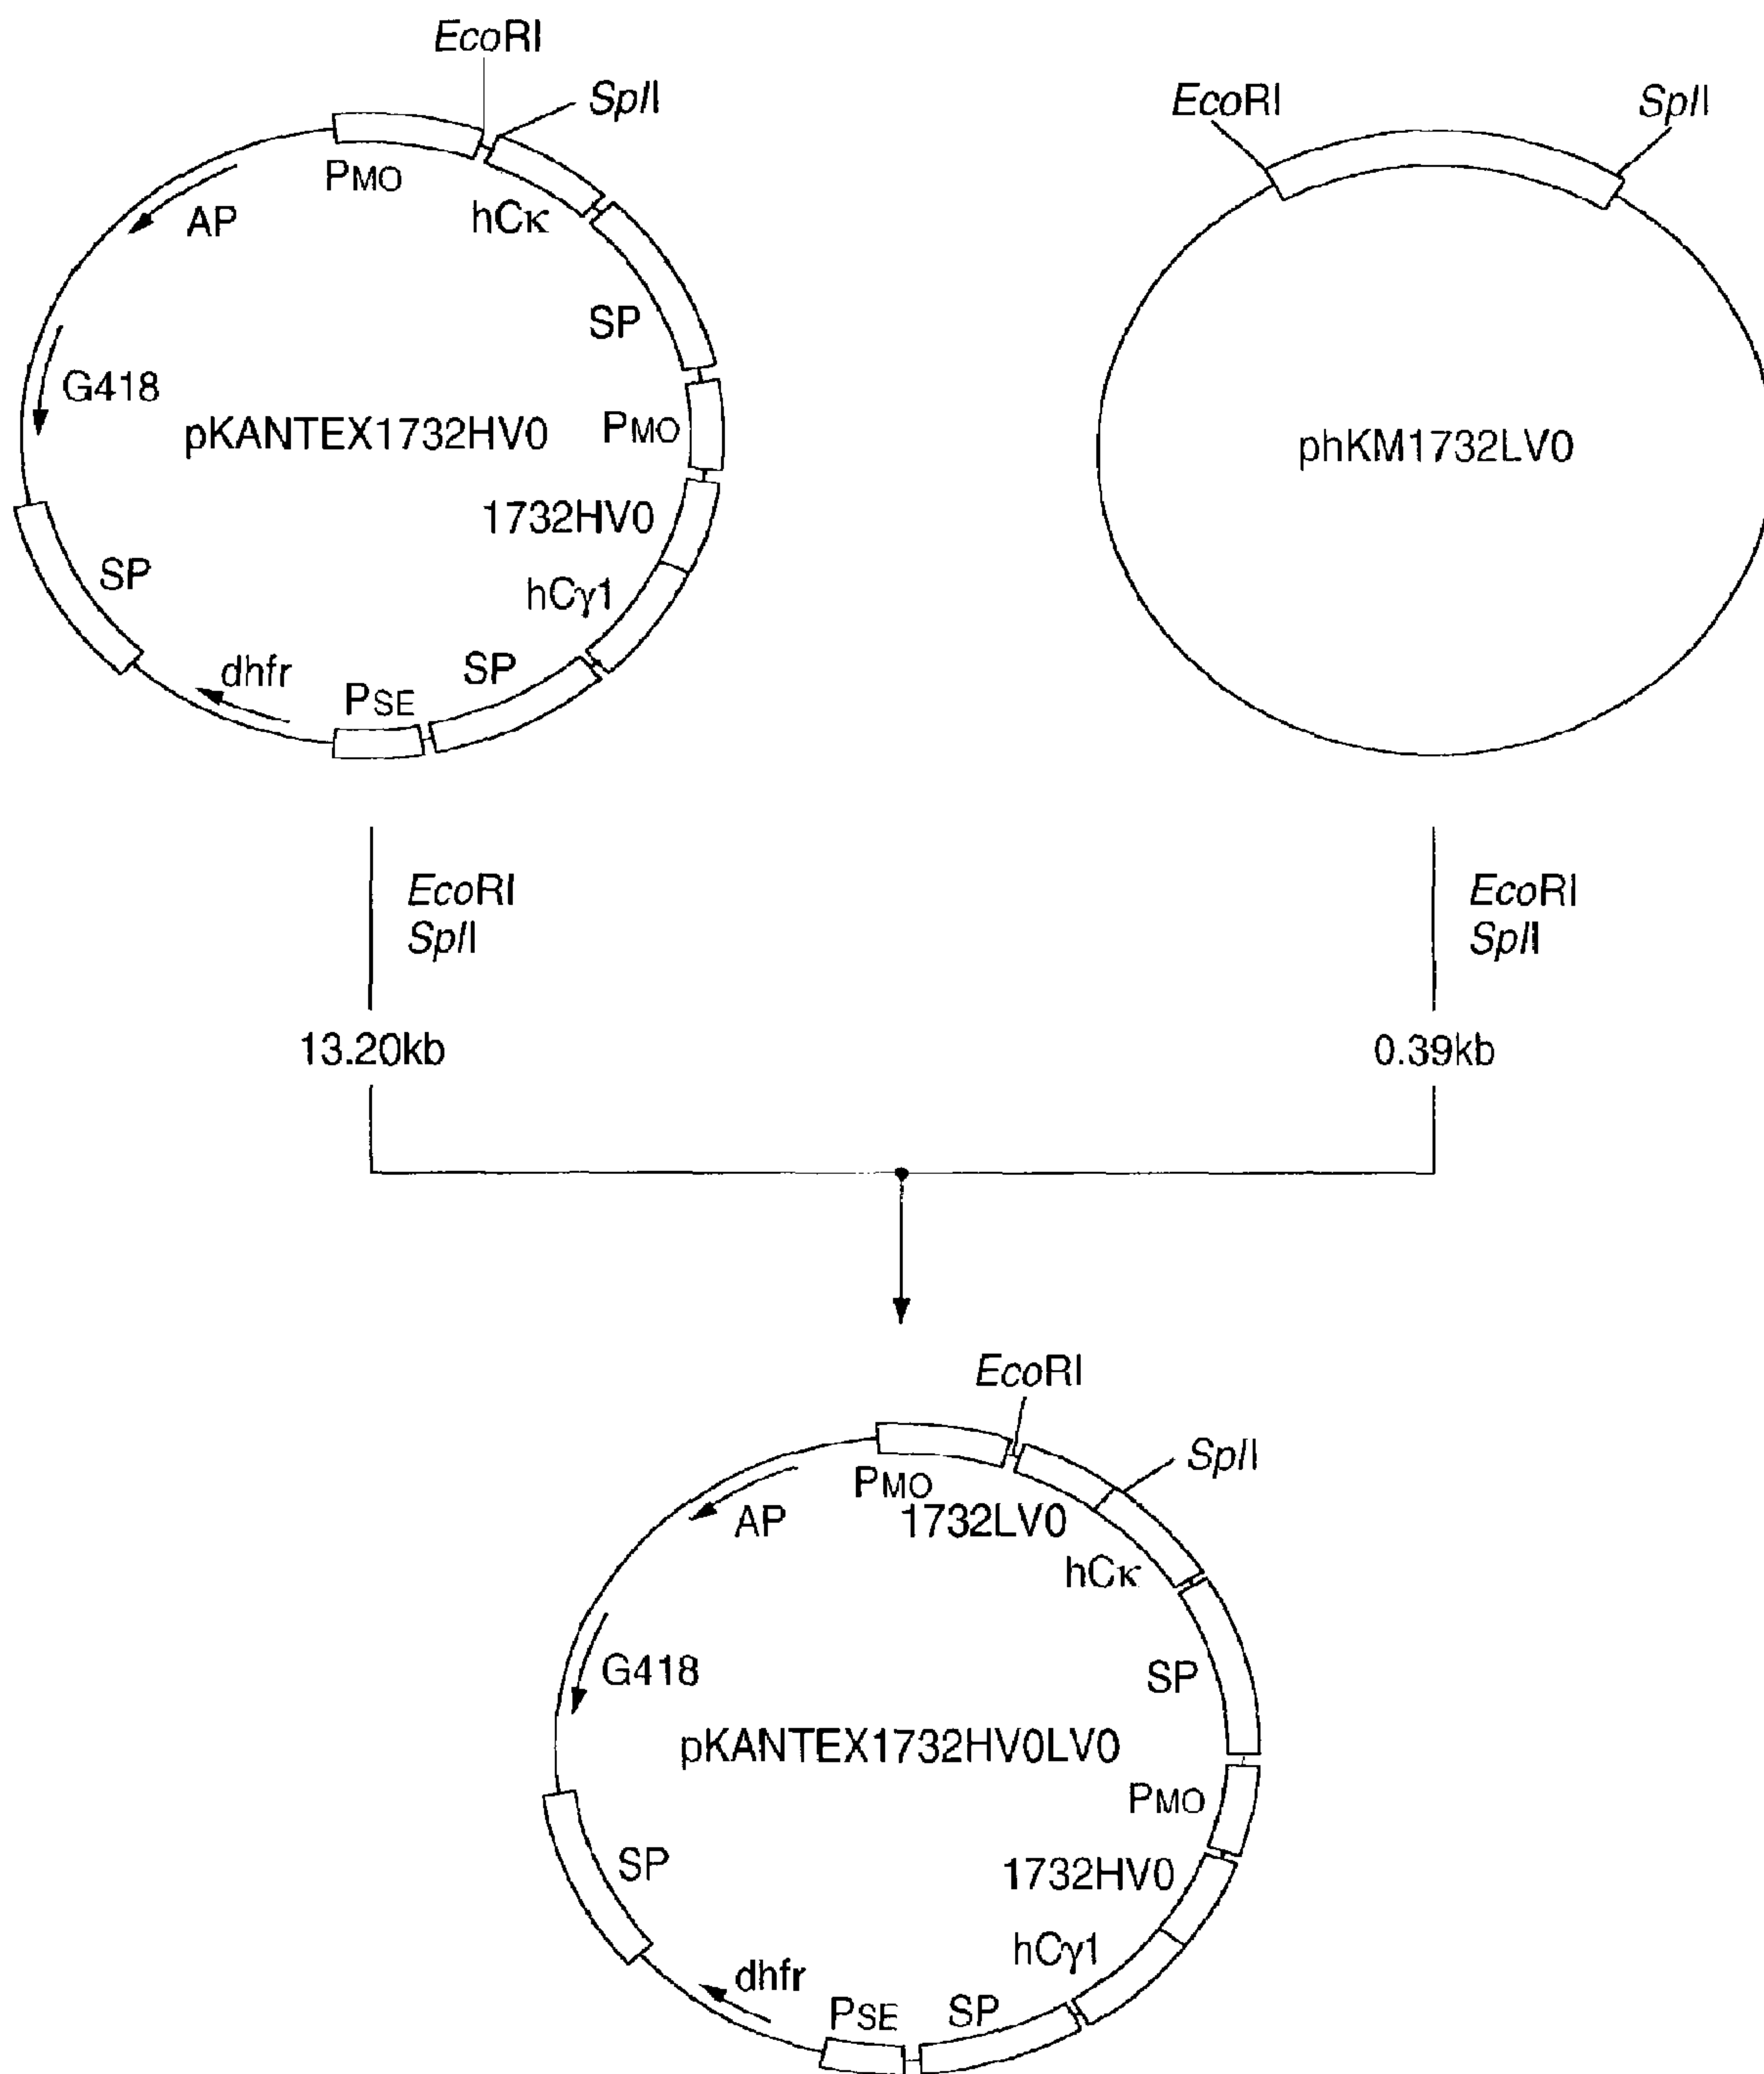 EcoRI
SplI
PMO
hCκ
AP
SP
G418
pKANTEX1732HV0
PMO
1732HV0
hCγ1
SP
SP
dhfr
PSE
EcoRI
SplI
phKM1732LV0
EcoRI
SplI
13.20kb
EcoRI
SplI
0.39kb
EcoRI
SplI
PMO
1732LV0
AP
hCκ
G418
SP
pKANTEX1732HV0LV0
PMO
SP
1732HV0
hCγ1
dhfr
PSE
SP